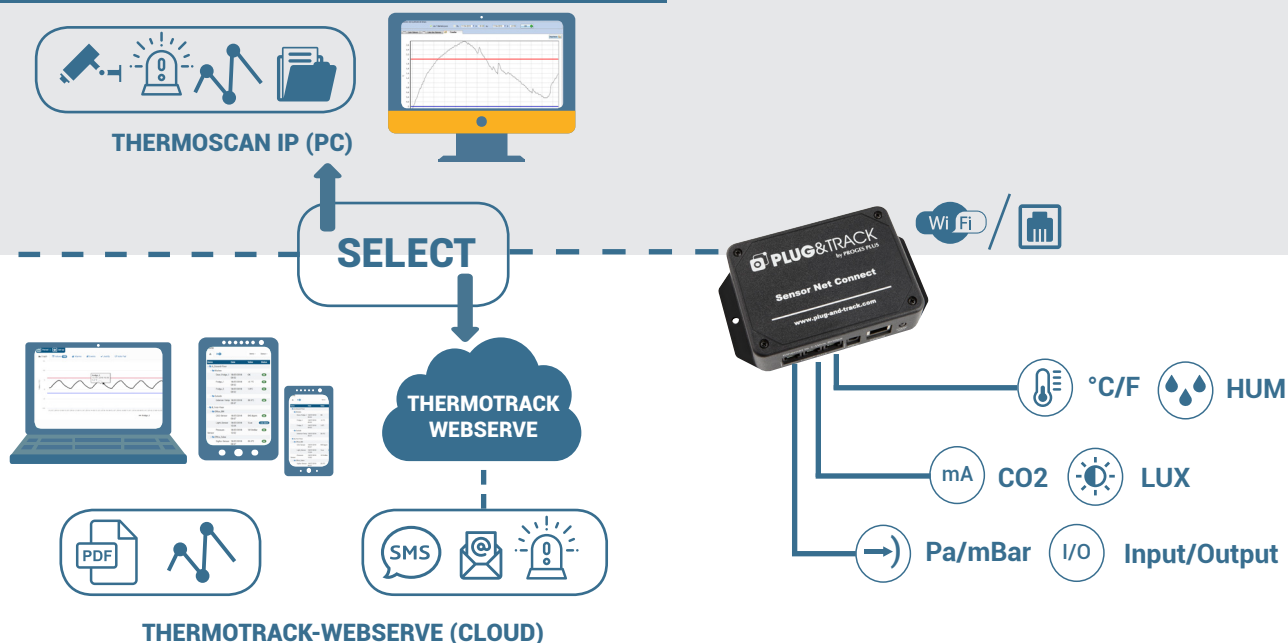 THERMOSCAN IP (PC)
SELECT
Wi Fi
PLUG&TRACK
by PROGES PLUS
Sensor Net Connect
www.plug-and-track.com
THERMOTRACK
WEBSERVE
°C/F
HUM
mA
CO2
LUX
Pa/mBar
I/O
Input/Output
PDF
SMS
@
THERMOTRACK-WEBSERVE (CLOUD)